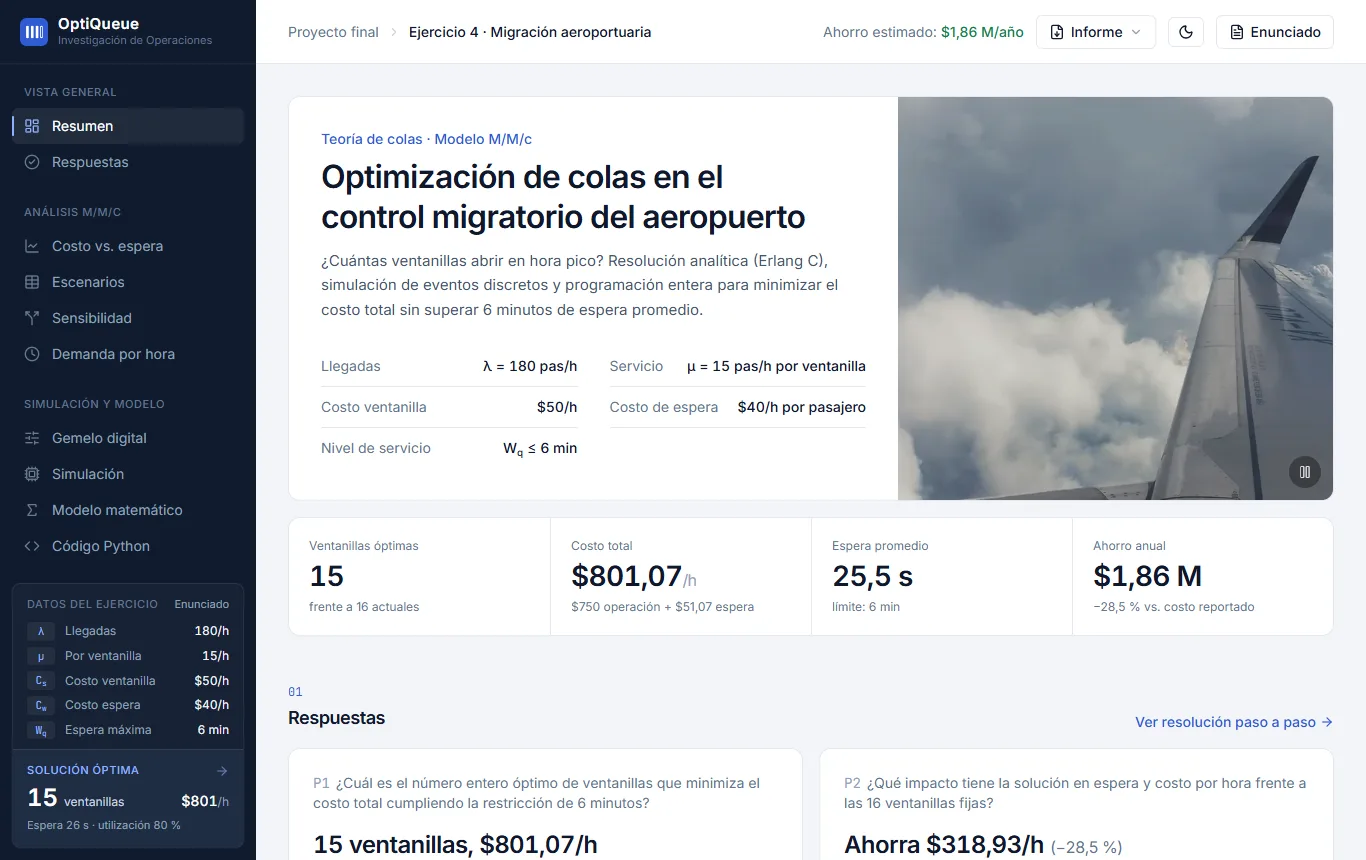 OptiQueue
Investigación de Operaciones
VISTA GENERAL
Resumen
Respuestas
ANÁLISIS M/M/C
Costo vs. espera
Escenarios
Sensibilidad
Demanda por hora
SIMULACIÓN Y MODELO
Gemelo digital
Simulación
Σ Modelo matemático
Código Python
DATOS DEL EJERCICIO Enunciado
λ Llegadas 180/h
μ Por ventanilla 15/h
Cs Costo ventanilla $50/h
Cw Costo espera $40/h
Wq Espera máxima 6 min
SOLUCIÓN ÓPTIMA →
15 ventanillas $801/h
Espera 26 s · utilización 80 %
Proyecto final > Ejercicio 4 · Migración aeroportuaria
Ahorro estimado: $1,86 M/año
Informe
Enunciado
Teoría de colas · Modelo M/M/c
Optimización de colas en el
control migratorio del aeropuerto
¿Cuántas ventanillas abrir en hora pico? Resolución analítica (Erlang C),
simulación de eventos discretos y programación entera para minimizar el
costo total sin superar 6 minutos de espera promedio.
Llegadas λ = 180 pas/h
Servicio μ = 15 pas/h por ventanilla
Costo ventanilla $50/h
Costo de espera $40/h por pasajero
Nivel de servicio Wq ≤ 6 min
Ventanillas óptimas
15
frente a 16 actuales
Costo total
$801,07/h
$750 operación + $51,07 espera
Espera promedio
25,5 s
límite: 6 min
Ahorro anual
$1,86 M
−28,5 % vs. costo reportado
01
Respuestas
Ver resolución paso a paso →
P1 ¿Cuál es el número entero óptimo de ventanillas que minimiza el
costo total cumpliendo la restricción de 6 minutos?
15 ventanillas, $801,07/h
P2 ¿Qué impacto tiene la solución en espera y costo por hora frente a
las 16 ventanillas fijas?
Ahorra $318,93/h (−28,5 %)